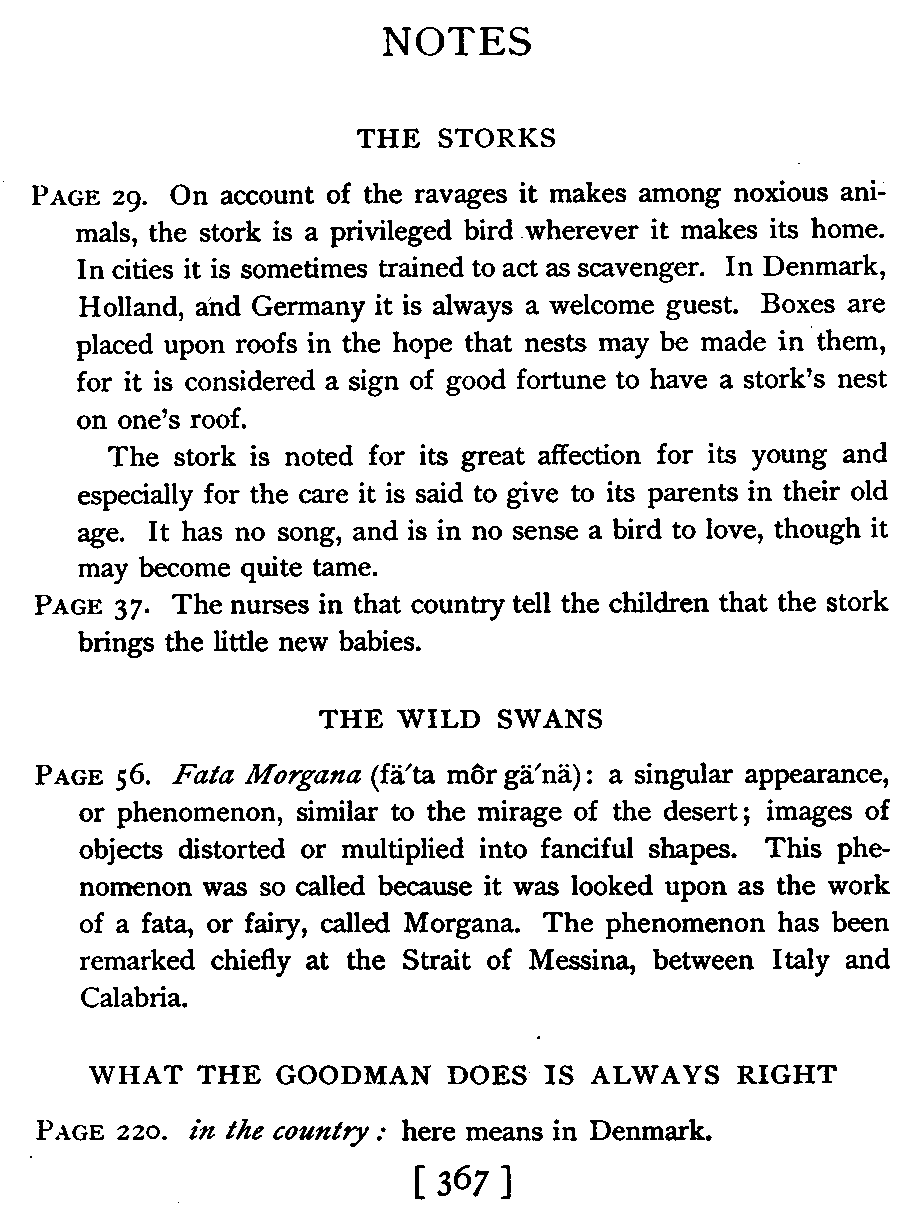 NOTES
THE STORKS
PAGE 29. On account of the ravages it makes among noxious ani-
mals, the stork is a privileged bird wherever it makes its home.
In cities it is sometimes trained to act as scavenger. In Denmark,
Holland, and Germany it is always a welcome guest. Boxes are
placed upon roofs in the hope that nests may be made in them,
for it is considered a sign of good fortune to have a stork's nest
on one's roof.
The stork is noted for its great affection for its young and
especially for the care it is said to give to its parents in their old
age. It has no song, and is in no sense a bird to love, though it
may become quite tame.
PAGE 37. The nurses in that country tell the children that the stork
brings the little new babies.
THE WILD SWANS
PAGE 56. Fata Morgana (fä′ta môr gä′nä): a singular appearance,
or phenomenon, similar to the mirage of the desert; images of
objects distorted or multiplied into fanciful shapes. This phe-
nomenon was so called because it was looked upon as the work
of a fata, or fairy, called Morgana. The phenomenon has been
remarked chiefly at the Strait of Messina, between Italy and
Calabria.
WHAT THE GOODMAN DOES IS ALWAYS RIGHT
PAGE 220. in the country: here means in Denmark.
[ 367 ]